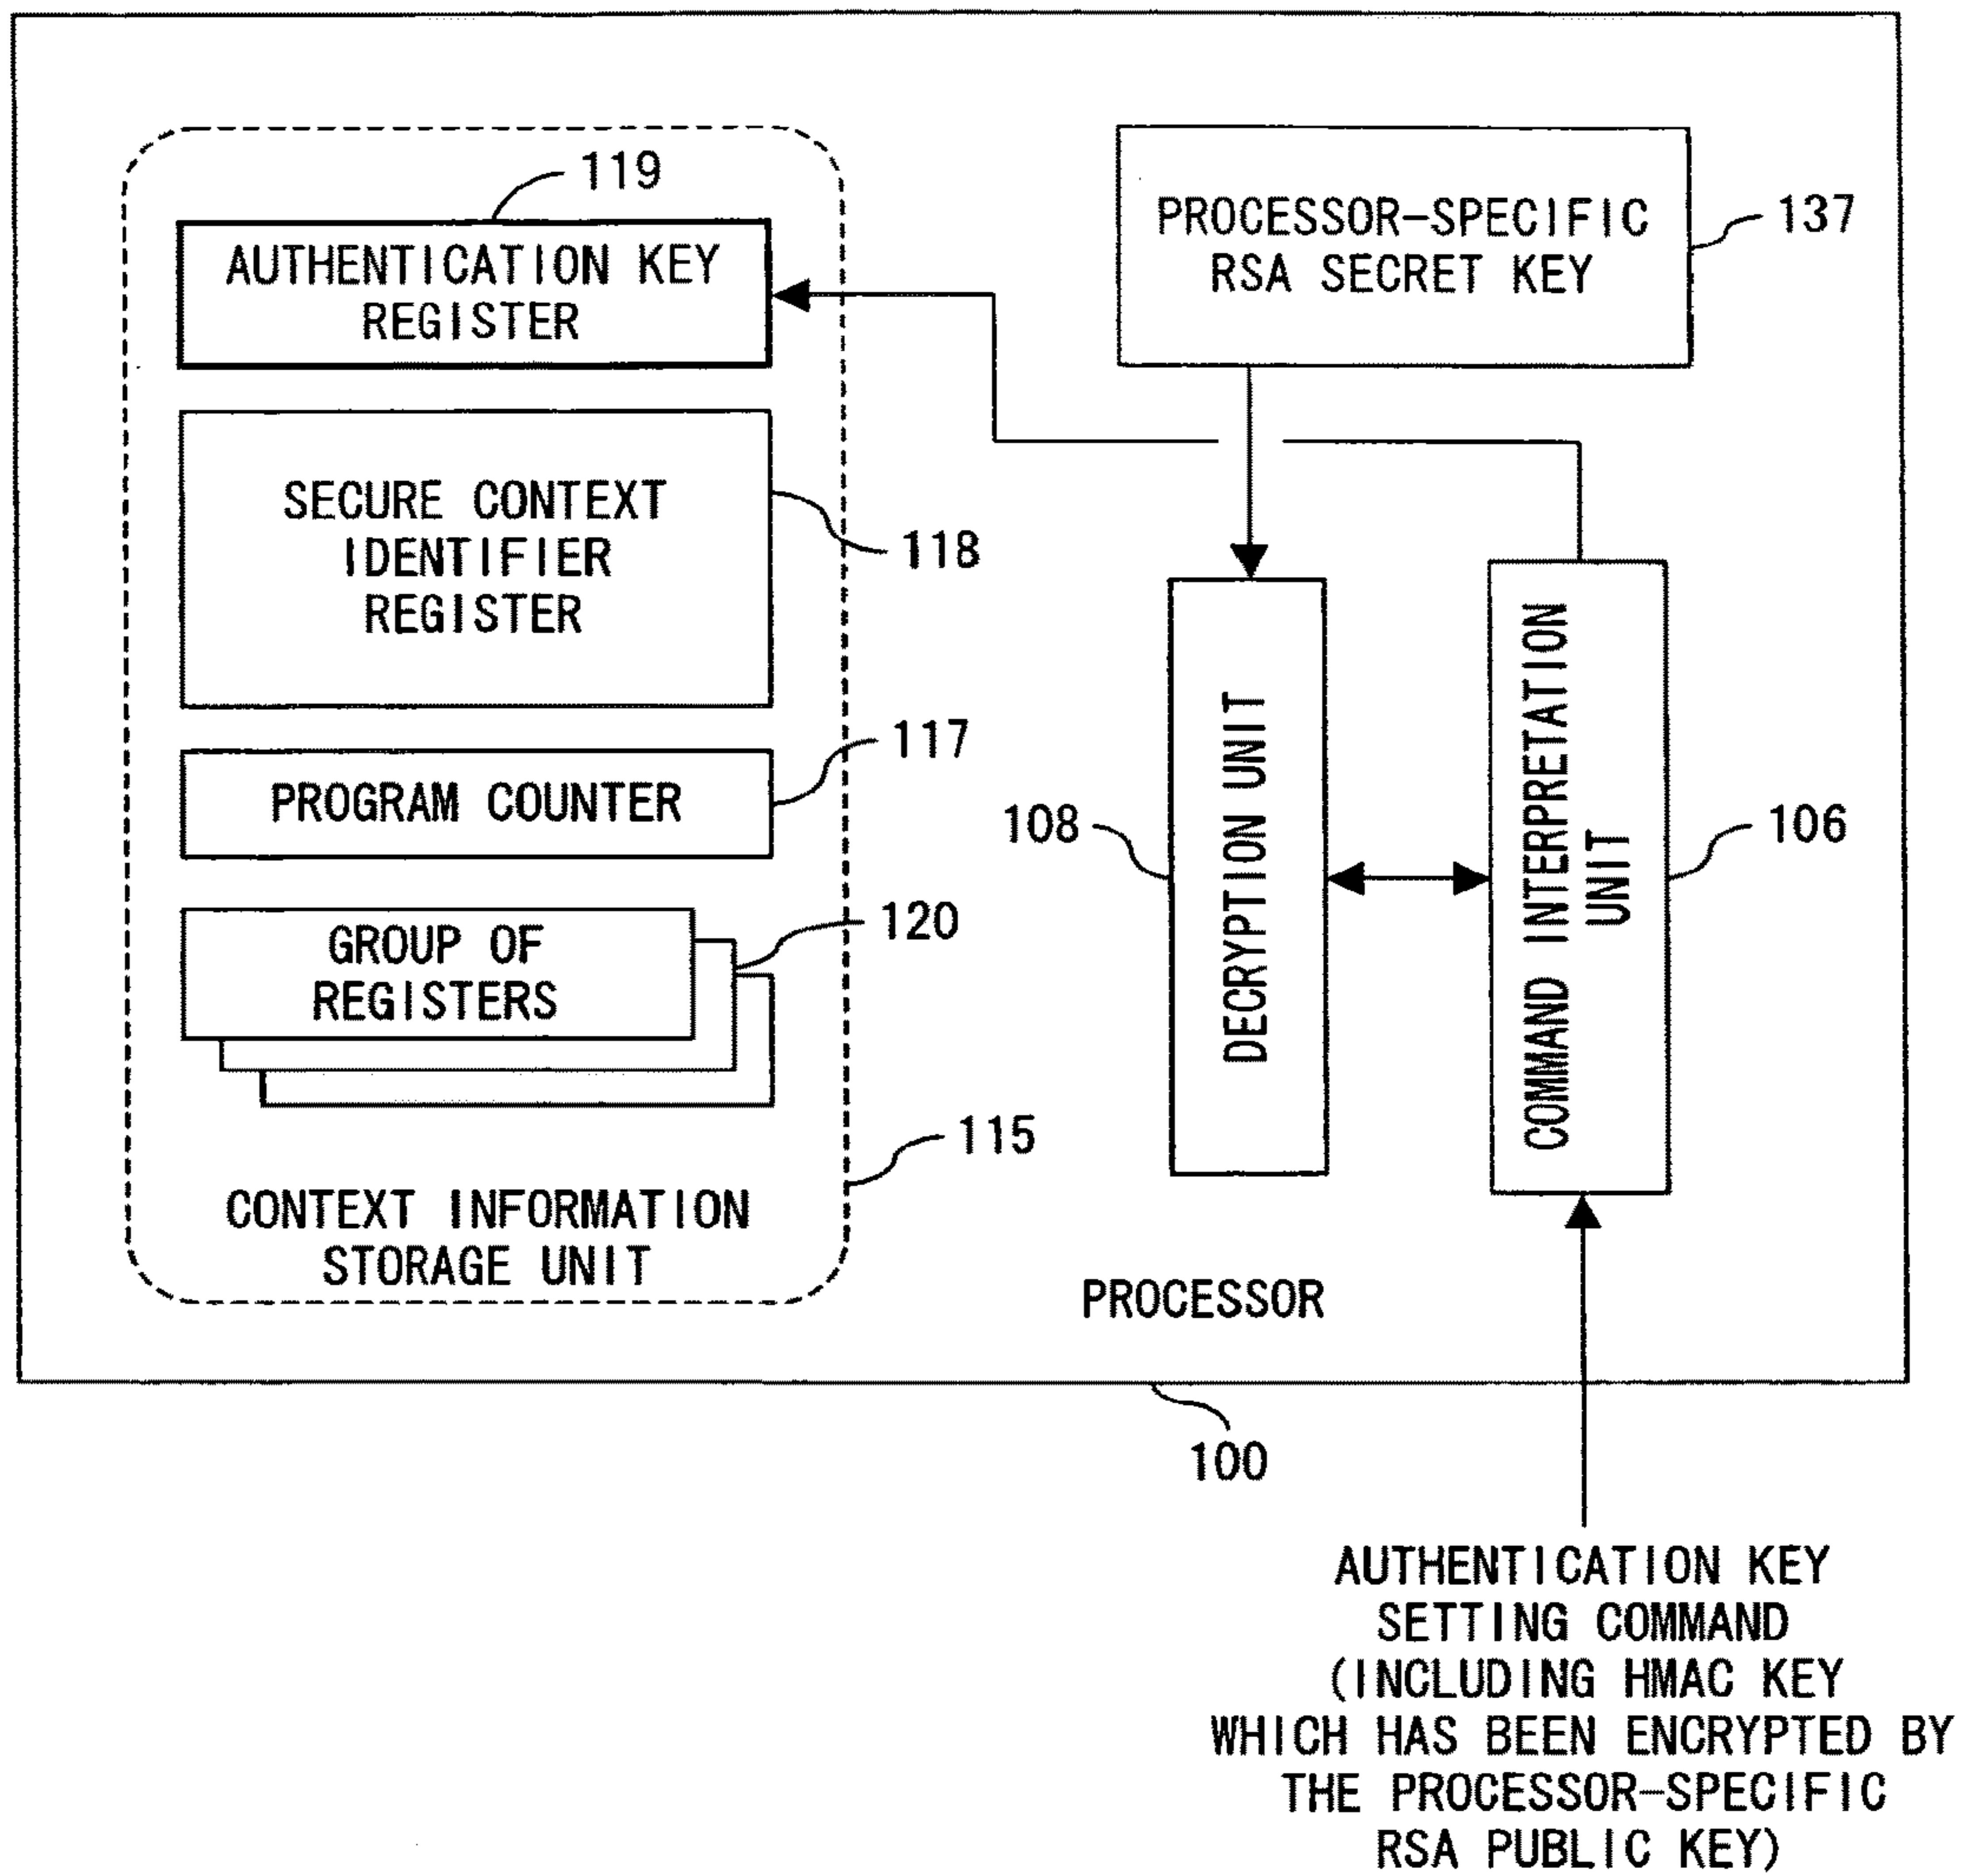 119
AUTHENTICATION KEY
REGISTER
PROCESSOR-SPECIFIC
RSA SECRET KEY
137
SECURE CONTEXT
IDENTIFIER
REGISTER
118
PROGRAM COUNTER
117
GROUP OF
REGISTERS
120
CONTEXT INFORMATION
STORAGE UNIT
115
DECRYPTION UNIT
108
COMMAND INTERPRETATION
UNIT
106
PROCESSOR
100
AUTHENTICATION KEY
SETTING COMMAND
(INCLUDING HMAC KEY
WHICH HAS BEEN ENCRYPTED BY
THE PROCESSOR-SPECIFIC
RSA PUBLIC KEY)